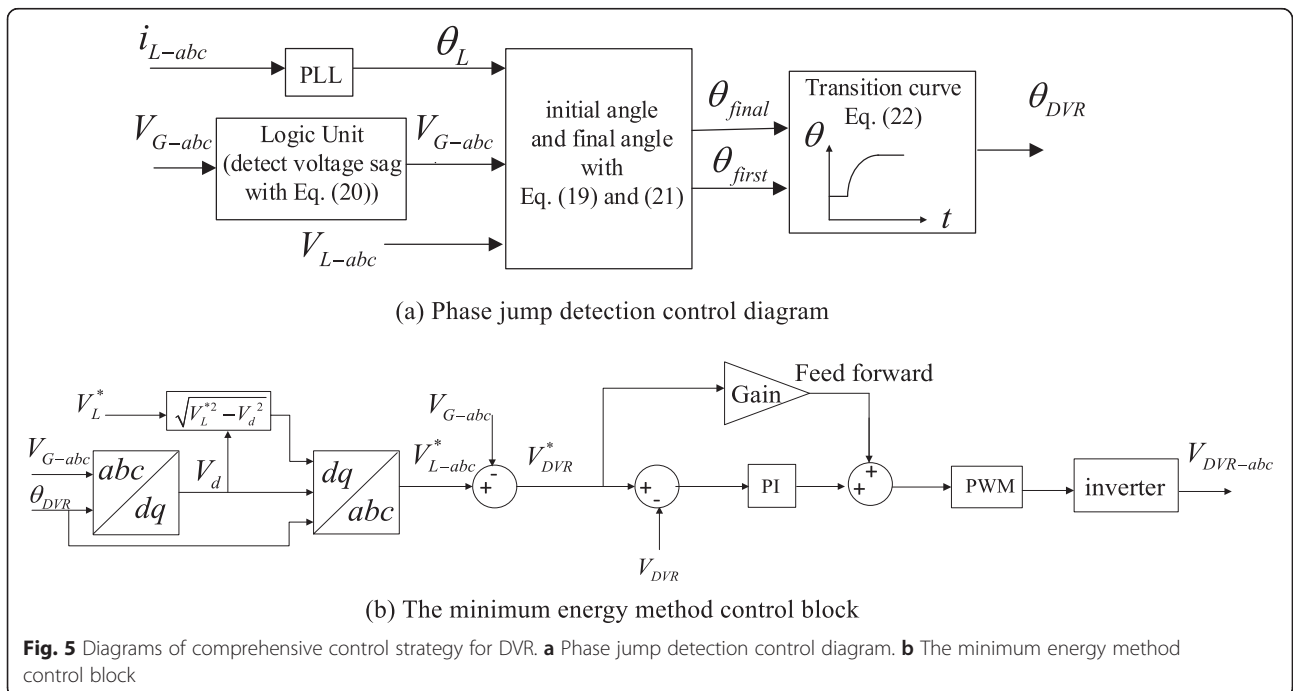 i_{L-abc}
PLL
θ_L
V_{G-abc}
Logic Unit
(detect voltage sag
with Eq. (20))
V_{G-abc}
V_{L-abc}
initial angle
and final angle
with
Eq. (19) and (21)
θ_{final}
θ_{first}
Transition curve
Eq. (22)
θ
t
θ_{DVR}
(a) Phase jump detection control diagram
V_L^*
√(V_L^{*2} - V_d^2)
V_{G-abc}
θ_{DVR}
abc
dq
V_d
dq
abc
V_{G-abc}
V_{L-abc}^*
-
+
V_{DVR}^*
Gain
Feed forward
+
-
V_{DVR}
PI
+
+
PWM
inverter
V_{DVR-abc}
(b) The minimum energy method control block
Fig. 5 Diagrams of comprehensive control strategy for DVR. a Phase jump detection control diagram. b The minimum energy method
control block